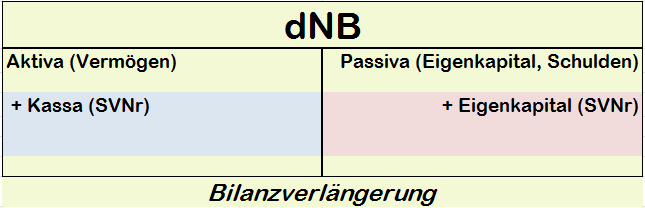 dNB
Aktiva (Vermögen) Passiva (Eigenkapital, Schulden)
+ Kassa (SVNr) + Eigenkapital (SVNr)
Bilanzverlängerung